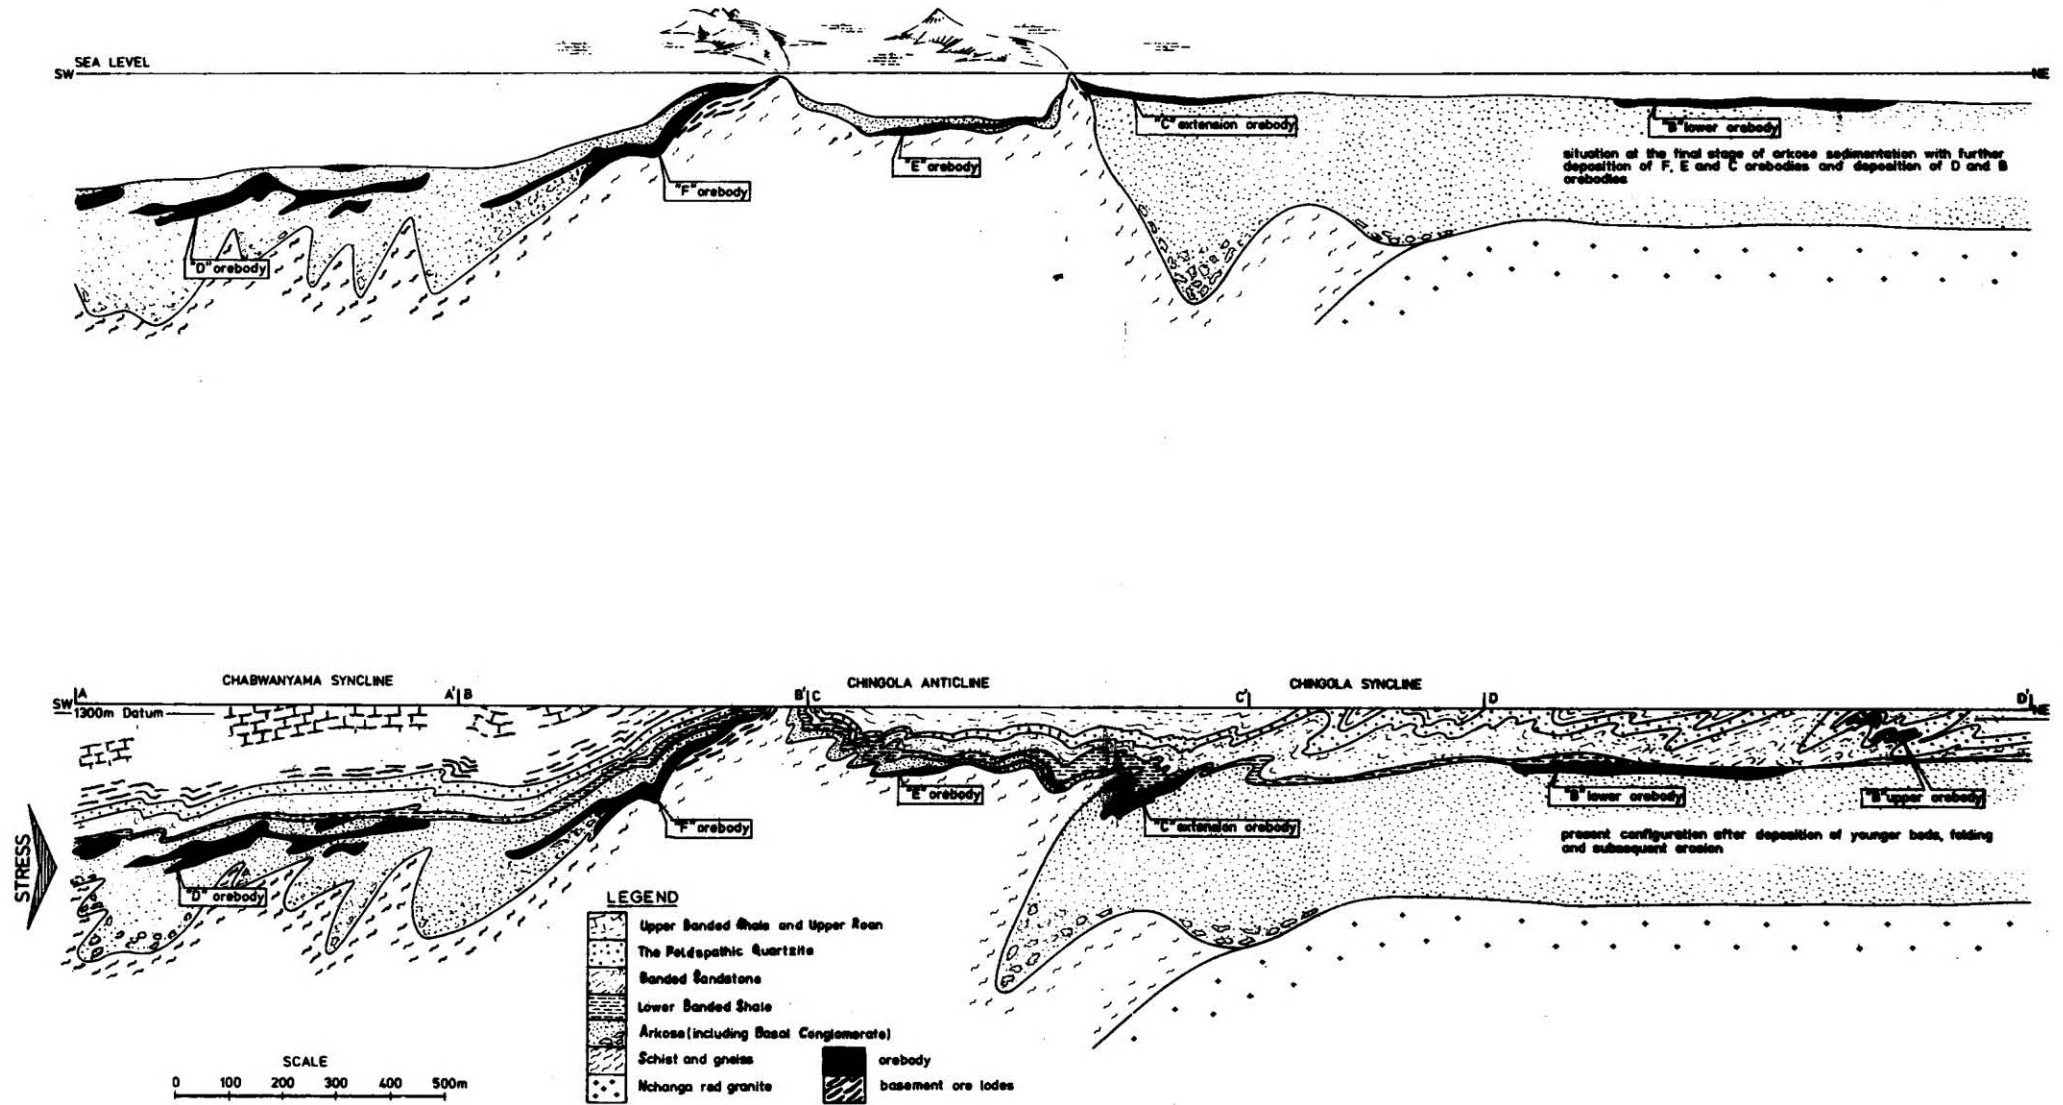 SEA LEVEL
SW
NE
"C" extension orebody
"B" lower orebody
"E" orebody
"F" orebody
"D" orebody
situation at the final stage of arkose sedimentation with further
deposition of F, E and C orebodies and deposition of D and B
orebodies
CHABWANYAMA SYNCLINE
CHINGOLA ANTICLINE
CHINGOLA SYNCLINE
SW
A
A'
B
B'
C
C'
D
D'
NE
1300m Datum
"E" orebody
"B" lower orebody
"B" upper orebody
"F" orebody
"C" extension orebody
present configuration after deposition of younger beds, folding
and subsequent erosion
STRESS
"D" orebody
LEGEND
Upper Banded Shale and Upper Roan
The Feldspathic Quartzite
Banded Sandstone
Lower Banded Shale
Arkose (including Basal Conglomerate)
Schist and gneiss
orebody
Nchanga red granite
basement ore lodes
SCALE
0 100 200 300 400 500m